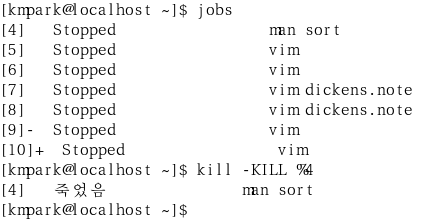 [kmpark@localhost ~]$ jobs
[4]   Stopped                 man sort
[5]   Stopped                 vim
[6]   Stopped                 vim
[7]   Stopped                 vim dickens.note
[8]   Stopped                 vim dickens.note
[9]-  Stopped                 vim
[10]+  Stopped                 vim
[kmpark@localhost ~]$ kill -KILL %4
[4]   죽었음                 man sort
[kmpark@localhost ~]$